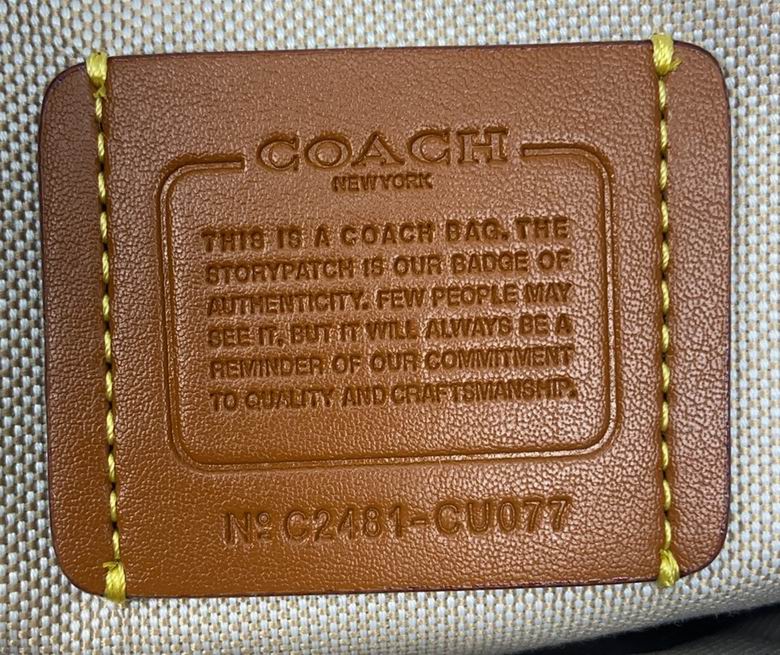 COACH
NEW YORK
THIS IS A COACH BAG. THE
STORYPATCH IS OUR BADGE OF
AUTHENTICITY. FEW PEOPLE MAY
SEE IT, BUT IT WILL ALWAYS BE A
REMINDER OF OUR COMMITMENT
TO QUALITY AND CRAFTSMANSHIP.
Nº C2481-CU077